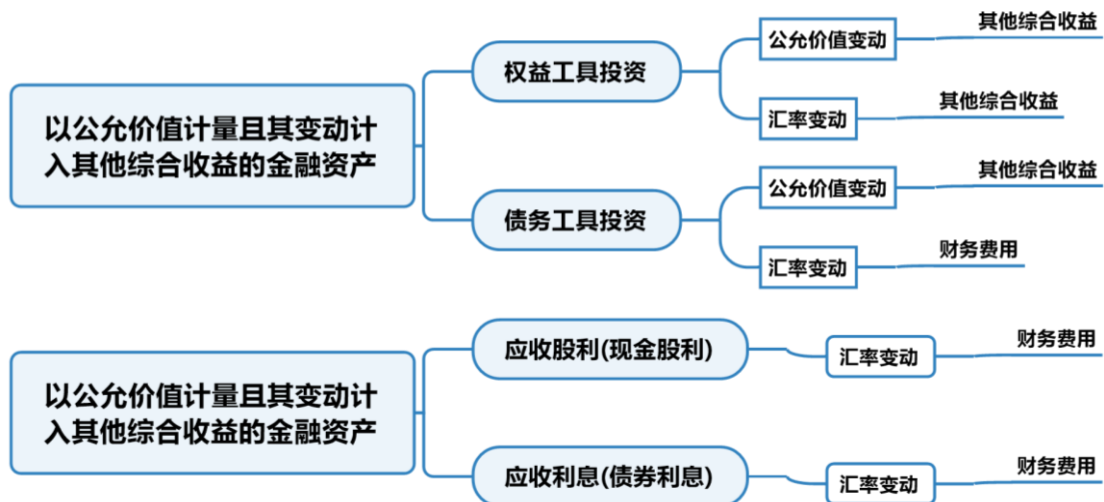 以公允价值计量且其变动计
入其他综合收益的金融资产
权益工具投资
公允价值变动
其他综合收益
汇率变动
其他综合收益
债务工具投资
公允价值变动
其他综合收益
汇率变动
财务费用
以公允价值计量且其变动计
入其他综合收益的金融资产
应收股利(现金股利)
汇率变动
财务费用
应收利息(债券利息)
汇率变动
财务费用